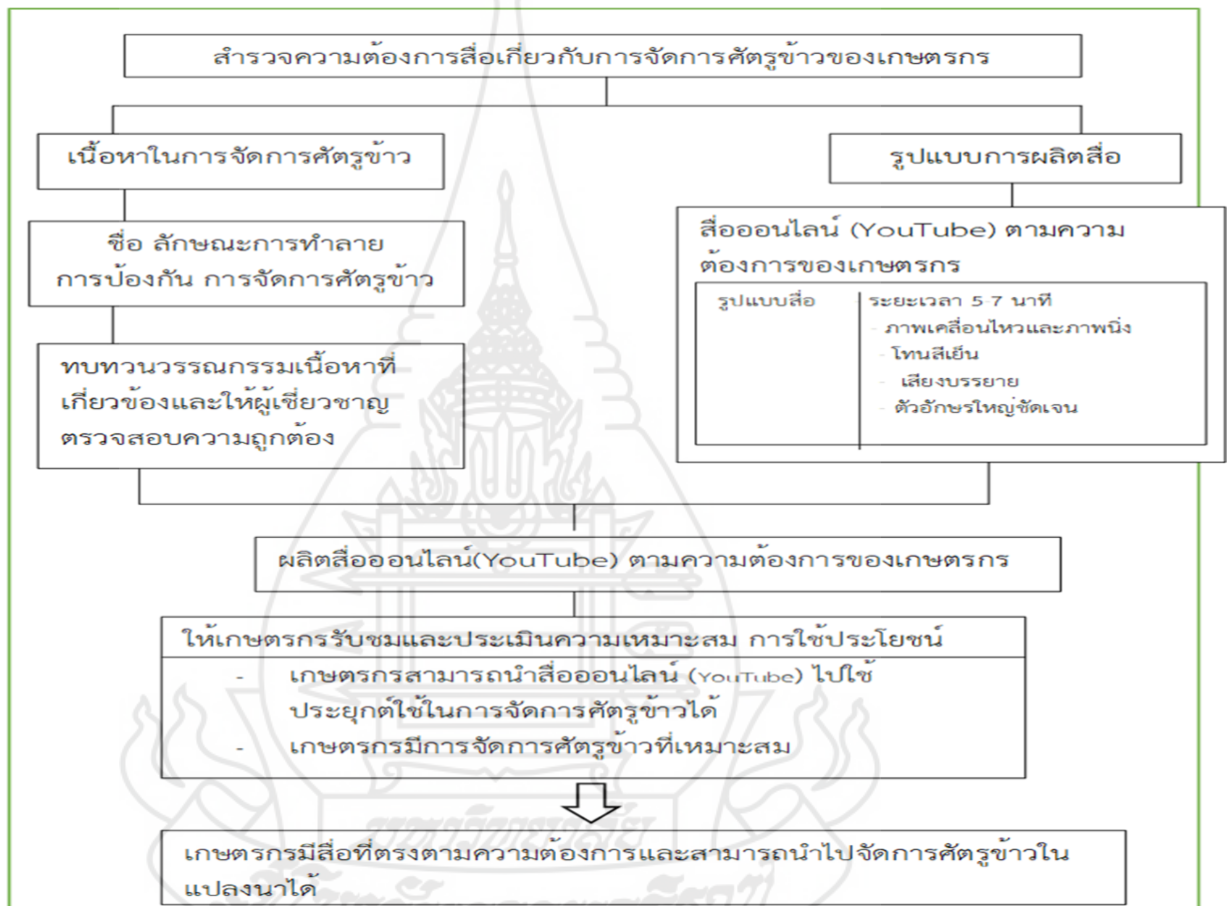 สำรวจความต้องการสื่อเกี่ยวกับการจัดการศัตรูข้าวของเกษตรกร
เนื้อหาในการจัดการศัตรูข้าว
รูปแบบการผลิตสื่อ
ชื่อ ลักษณะการทำลาย
การป้องกัน การจัดการศัตรูข้าว
ทบทวนวรรณกรรมเนื้อหาที่
เกี่ยวข้องและให้ผู้เชี่ยวชาญ
ตรวจสอบความถูกต้อง
สื่อออนไลน์ (YouTube) ตามความ
ต้องการของเกษตรกร
รูปแบบสื่อ
ระยะเวลา 5-7 นาที
- ภาพเคลื่อนไหวและภาพนิ่ง
- โทนสีเย็น
- เสียงบรรยาย
- ตัวอักษรใหญ่ชัดเจน
ผลิตสื่อออนไลน์(YouTube) ตามความต้องการของเกษตรกร
ให้เกษตรกรรับชมและประเมินความเหมาะสม การใช้ประโยชน์
- เกษตรกรสามารถนำสื่อออนไลน์ (YouTube) ไปใช้
ประยุกต์ใช้ในการจัดการศัตรูข้าวได้
- เกษตรกรมีการจัดการศัตรูข้าวที่เหมาะสม
มหาวิทยาลัย
เกษตรกรมีสื่อที่ตรงตามความต้องการและสามารถนำไปจัดการศัตรูข้าวใน
แปลงนาได้